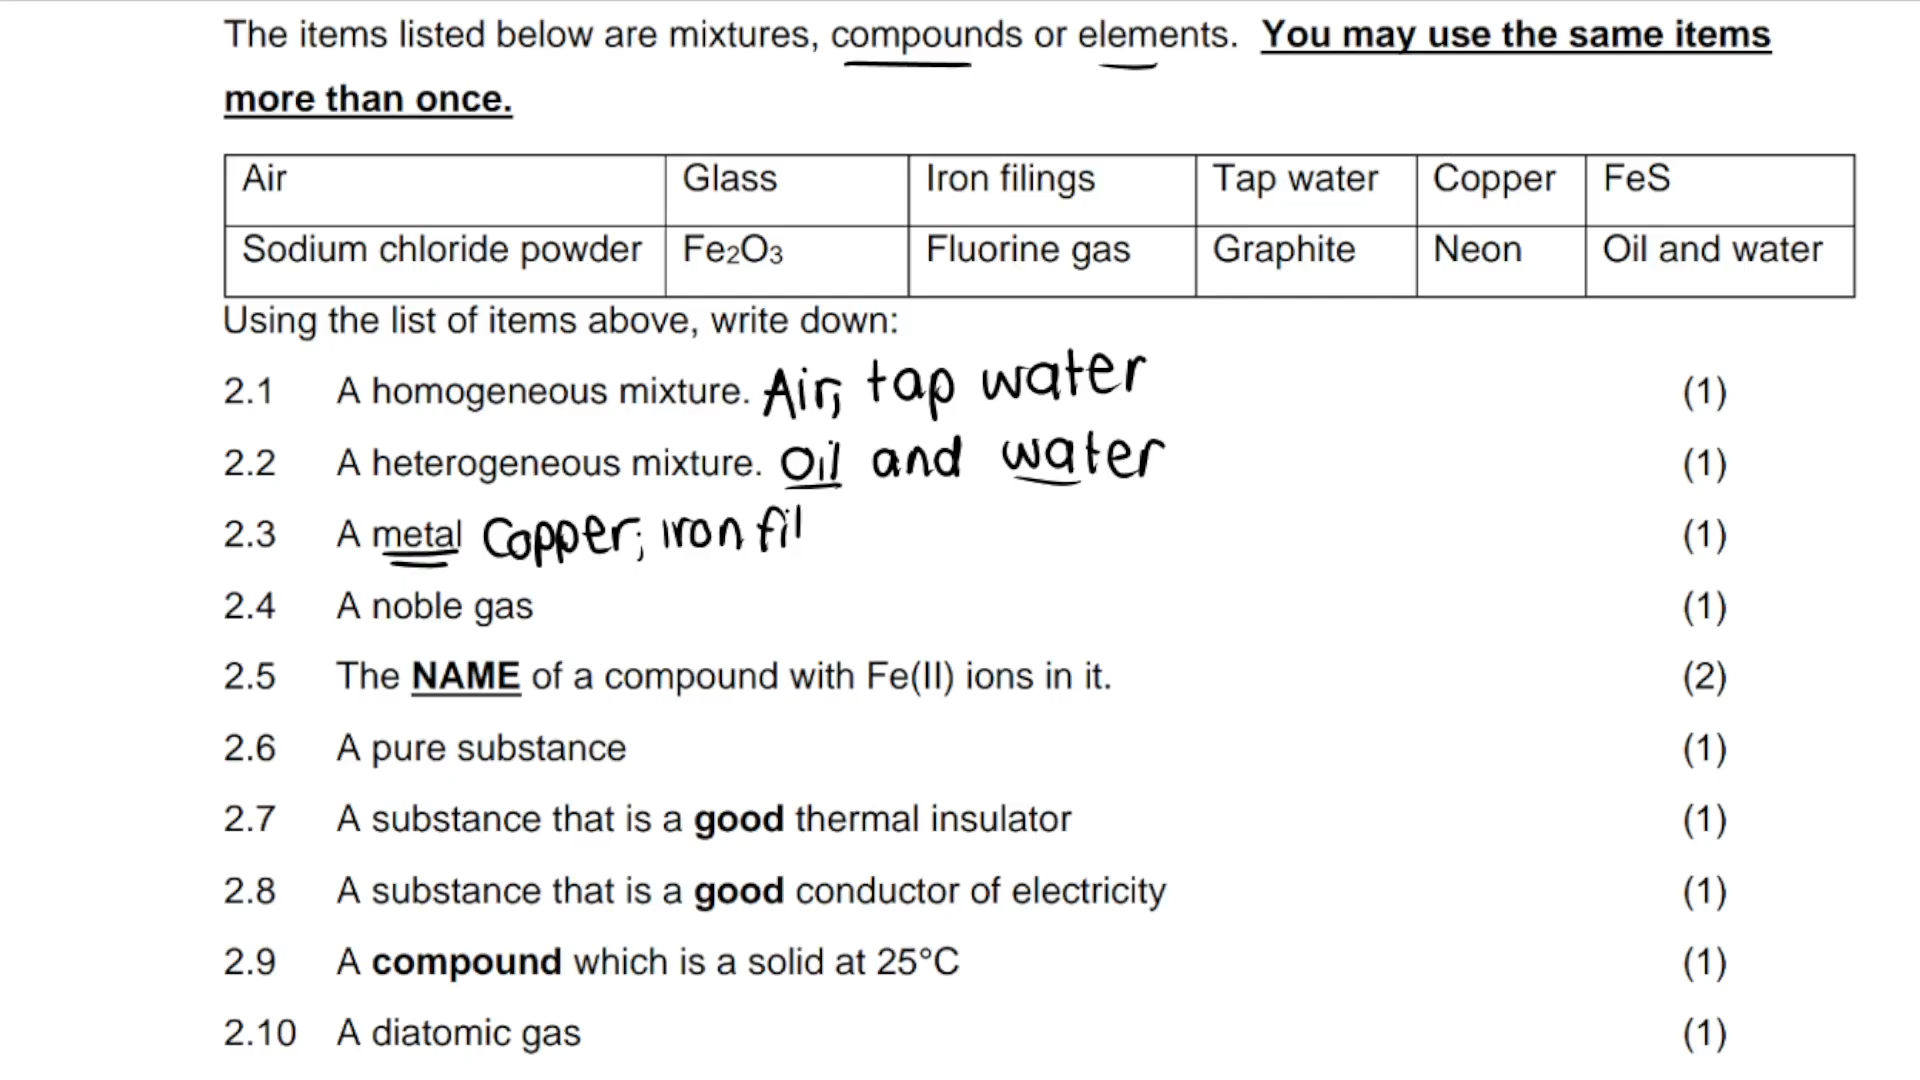 The items listed below are mixtures, compounds or elements. You may use the same items
more than once.
Air Glass Iron filings Tap water Copper FeS
Sodium chloride powder Fe2O3 Fluorine gas Graphite Neon Oil and water
Using the list of items above, write down:
2.1 A homogeneous mixture. Air; tap water (1)
2.2 A heterogeneous mixture. Oil and water (1)
2.3 A metal Copper; iron fil (1)
2.4 A noble gas (1)
2.5 The NAME of a compound with Fe(II) ions in it. (2)
2.6 A pure substance (1)
2.7 A substance that is a good thermal insulator (1)
2.8 A substance that is a good conductor of electricity (1)
2.9 A compound which is a solid at 25°C (1)
2.10 A diatomic gas (1)